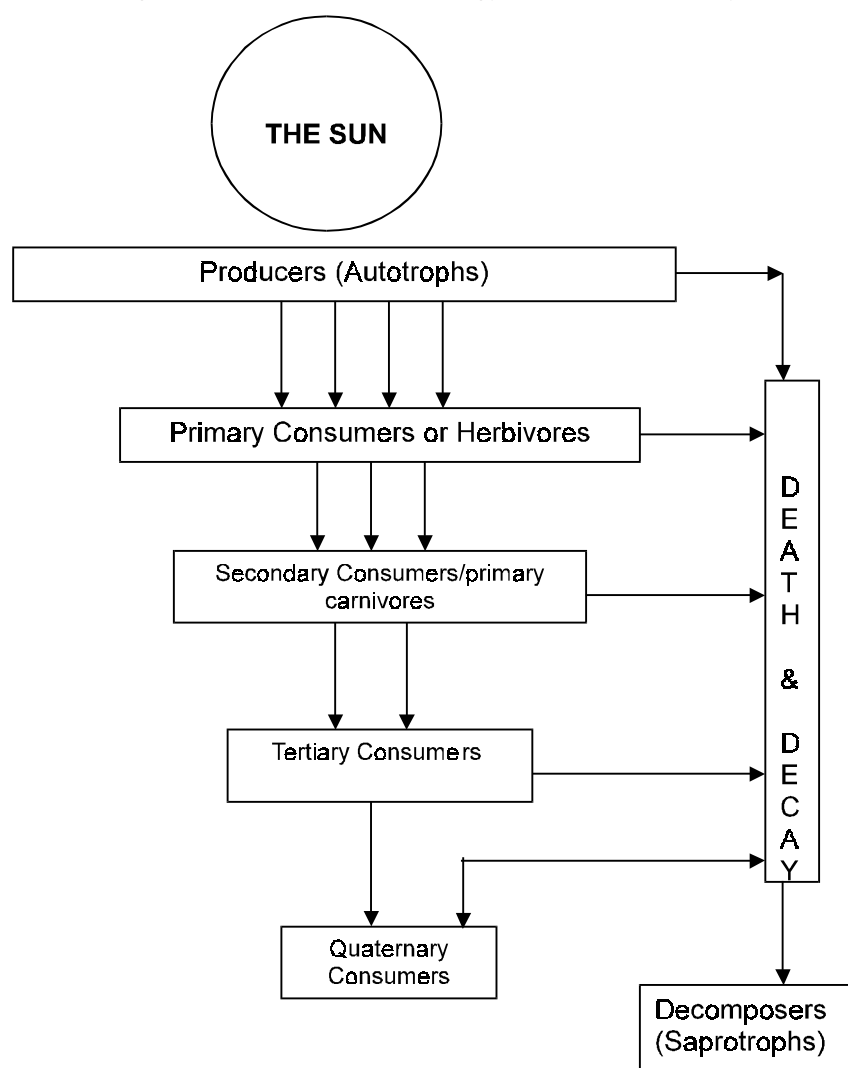 THE SUN
Producers (Autotrophs)
Primary Consumers or Herbivores
Secondary Consumers/primary
carnivores
Tertiary Consumers
Quaternary
Consumers
D
E
A
T
H
&
D
E
C
A
Y
Decomposers
(Saprotrophs)